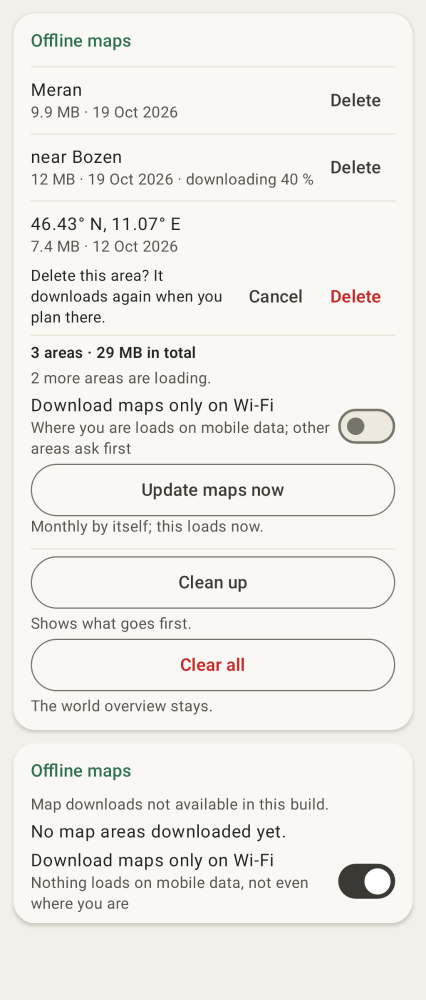 Offline maps
Meran
9.9 MB · 19 Oct 2026
Delete
near Bozen
12 MB · 19 Oct 2026 · downloading 40 %
Delete
46.43° N, 11.07° E
7.4 MB · 12 Oct 2026
Delete this area? It
downloads again when you
plan there.
Cancel
Delete
3 areas · 29 MB in total
2 more areas are loading.
Download maps only on Wi-Fi
Where you are loads on mobile data; other
areas ask first
Update maps now
Monthly by itself; this loads now.
Clean up
Shows what goes first.
Clear all
The world overview stays.
Offline maps
Map downloads not available in this build.
No map areas downloaded yet.
Download maps only on Wi-Fi
Nothing loads on mobile data, not even
where you are